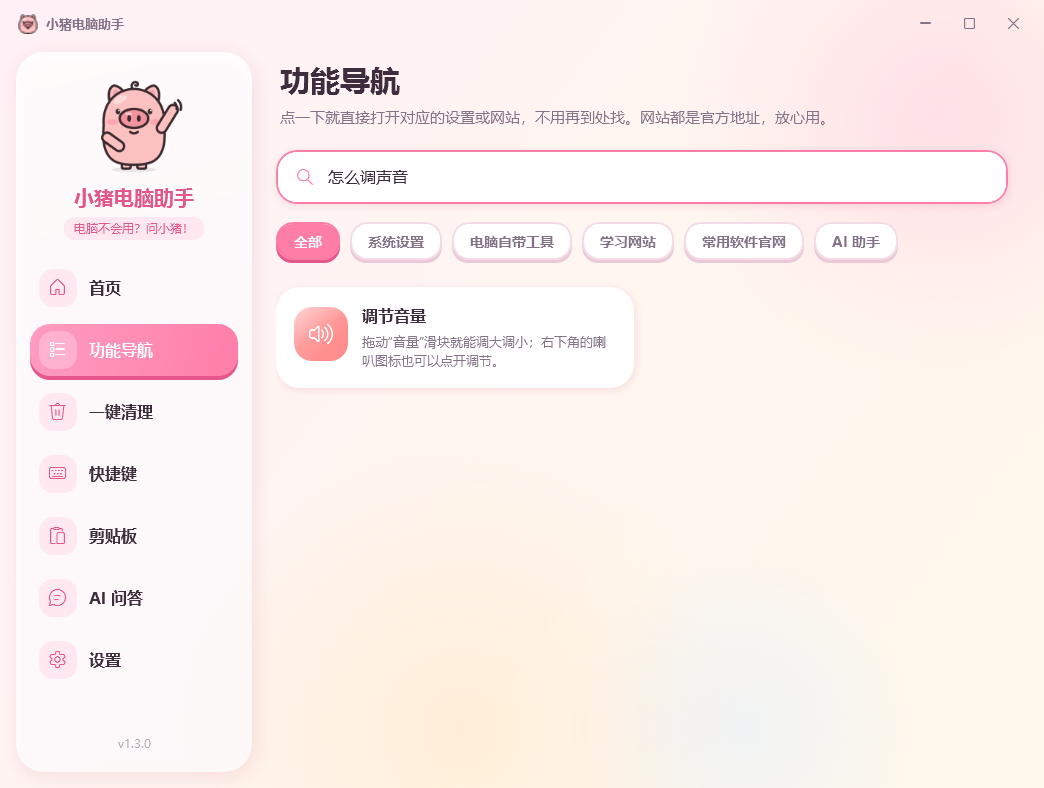 小猪电脑助手
小猪电脑助手
电脑不会用？问小猪！
首页
功能导航
一键清理
快捷键
剪贴板
AI 问答
设置
v1.3.0
功能导航
点一下就直接打开对应的设置或网站，不用再到处找。网站都是官方地址，放心用。
怎么调声音
全部 系统设置 电脑自带工具 学习网站 常用软件官网 AI 助手
调节音量
拖动“音量”滑块就能调大调小；右下角的喇
叭图标也可以点开调节。